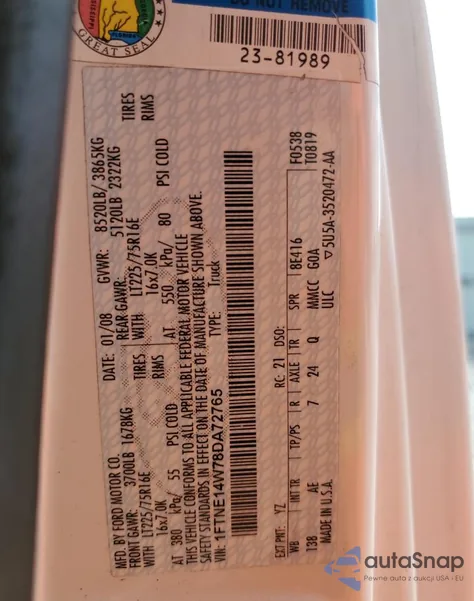 DO NOT REMOVE
GREAT SEAL
23-81989
MFD. BY FORD MOTOR CO.
DATE: 01/08 GVWR: 8520LB/ 3865KG
FRONT GAWR: 3700LB 1678KG
REAR GAWR: 5120LB 2322KG
LT225/75R16E TIRES
WITH
LT225/75R16E TIRES
16x7.0K RIMS
WITH
16x7.0K RIMS
AT 380 kPa/ 55 PSI COLD
AT 550 kPa/ 80 PSI COLD
THIS VEHICLE CONFORMS TO ALL APPLICABLE FEDERAL MOTOR VEHICLE
SAFETY STANDARDS IN EFFECT ON THE DATE OF MANUFACTURE SHOWN ABOVE.
VIN: 1FTNE14W78DA72765
TYPE: Truck
F0538
T0819
EXT PNT: YZ RC: 21 DSO:
WB INT TR TP/PS R AXLE TR SPR 18E416
138 AE 7 24 Q MMCC GOA
MADE IN U.S.A. ULC ▽5U5A-3520472-AA
autaSnap
Pewne auto z aukcji USA i EU